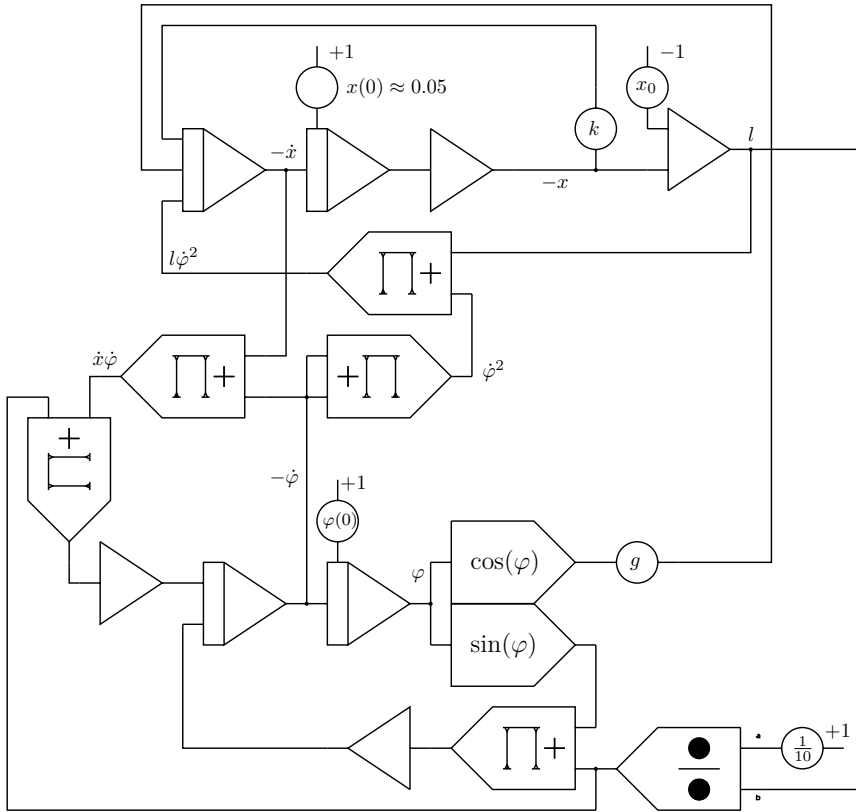 +1
−1
x(0) ≈ 0.05
x₀
k
l
−ẋ
−x
lφ̇²
∏ +
ẋφ̇
∏ +
+ ∏
φ̇²
+
∏
−φ̇
+1
φ(0)
φ
cos(φ)
g
sin(φ)
∏ +
a
1/10
+1
÷
b